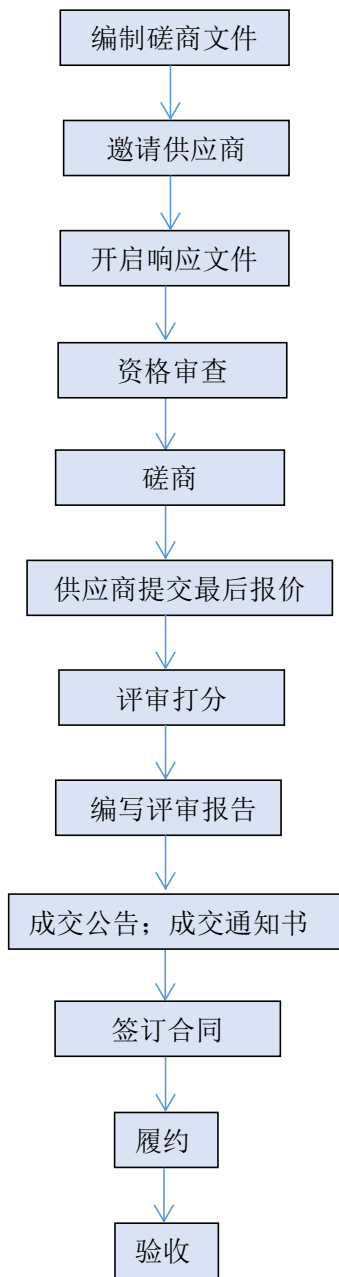 编制磋商文件
邀请供应商
开启响应文件
资格审查
磋商
供应商提交最后报价
评审打分
编写评审报告
成交公告；成交通知书
签订合同
履约
验收